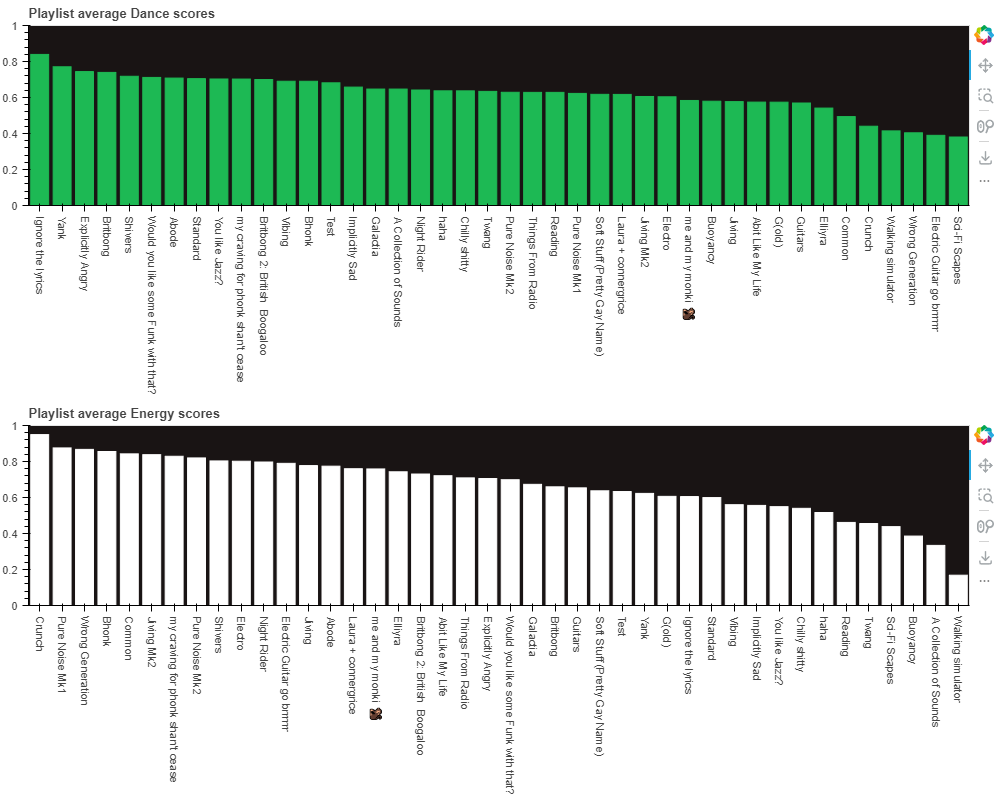 Playlist average Dance scores
1
0.8
0.6
0.4
0.2
0
Ignore the lyrics
Yank
Explicitly Angry
Britbong
Shivers
Would you like some Funk with that?
Abode
Standard
You like Jazz?
my craving for phonk shan't cease
Britbong 2: British Boogaloo
Vibing
Bhonk
Test
Implicitly Sad
Galactia
A Collection of Sounds
Night Rider
haha
Chilly shitty
Twang
Pure Noise Mk2
Things From Radio
Reading
Pure Noise Mk1
Soft Stuff (Pretty Gay Name)
Laura + connergrice
Jiving Mk2
Electro
me and my monki
Buoyancy
Jiving
Abit Like My Life
G(old)
Guitars
Elliyra
Common
Crunch
Walking simulator
Wrong Generation
Electric Guitar go brrrrr
Sci-Fi Scapes
Playlist average Energy scores
1
0.8
0.6
0.4
0.2
0
Crunch
Pure Noise Mk1
Wrong Generation
Bhonk
Common
Jiving Mk2
my craving for phonk shan't cease
Pure Noise Mk2
Shivers
Electro
Night Rider
Electric Guitar go brrrrr
Jiving
Abode
Laura + connergrice
me and my monki
Elliyra
Britbong 2: British Boogaloo
Abit Like My Life
Things From Radio
Explicitly Angry
Would you like some Funk with that?
Galactia
Britbong
Guitars
Soft Stuff (Pretty Gay Name)
Test
Yank
G(old)
Ignore the lyrics
Standard
Vibing
Implicitly Sad
You like Jazz?
Chilly shitty
haha
Reading
Twang
Sci-Fi Scapes
Buoyancy
A Collection of Sounds
Walking simulator